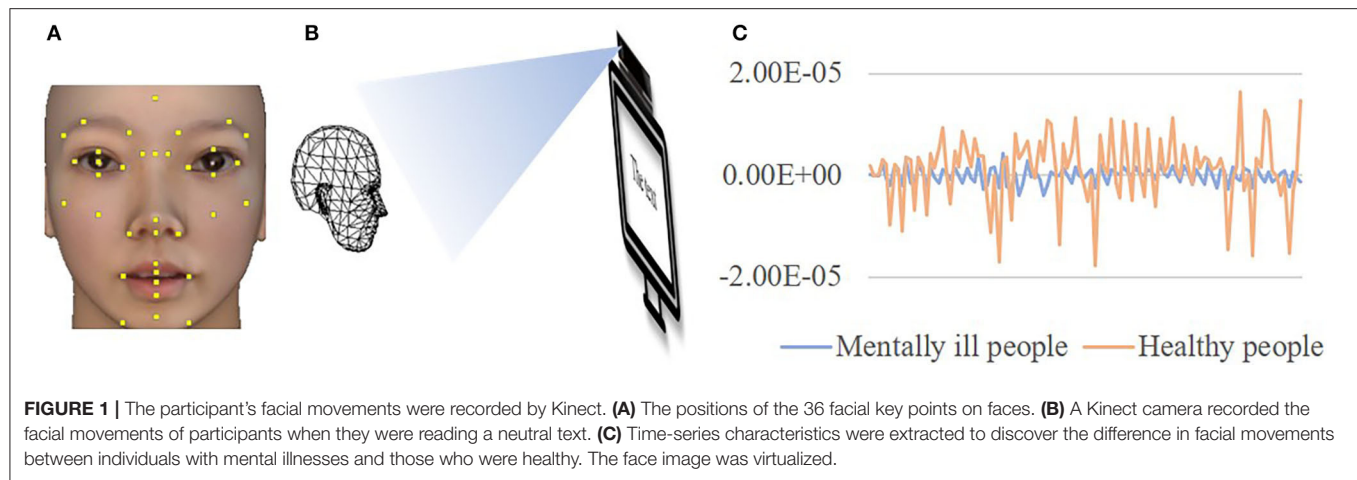 A
B
C
The text
2.00E-05
0.00E+00
-2.00E-05
Mentally ill people
Healthy people
FIGURE 1 | The participant's facial movements were recorded by Kinect. (A) The positions of the 36 facial key points on faces. (B) A Kinect camera recorded the
facial movements of participants when they were reading a neutral text. (C) Time-series characteristics were extracted to discover the difference in facial movements
between individuals with mental illnesses and those who were healthy. The face image was virtualized.